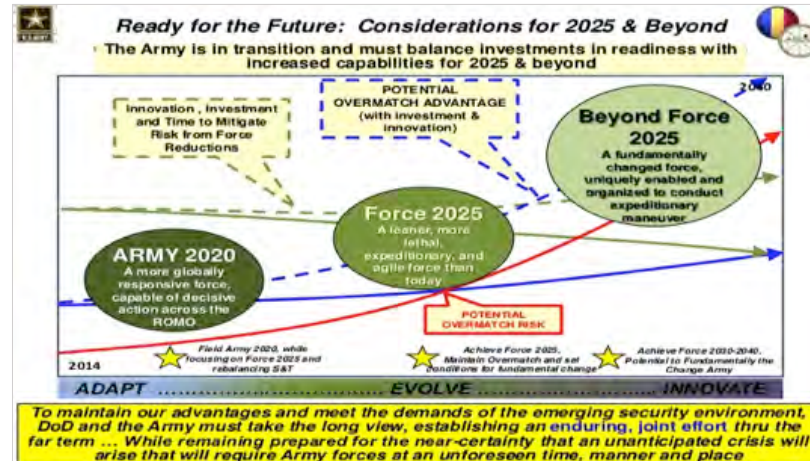 U.S.ARMY
Ready for the Future: Considerations for 2025 & Beyond
The Army is in transition and must balance investments in readiness with
increased capabilities for 2025 & beyond
Innovation, Investment
and Time to Mitigate
Risk from Force
Reductions
POTENTIAL
OVERMATCH ADVANTAGE
(with investment &
innovation)
2040
Beyond Force
2025
A fundamentally
changed force,
uniquely enabled and
organized to conduct
expeditionary
maneuver
Force 2025
A leaner, more
lethal,
expeditionary, and
agile force than
today
ARMY 2020
A more globally
responsive force,
capable of decisive
action across the
ROMO
POTENTIAL
OVERMATCH RISK
2014
Field Army 2020, while
focusing on Force 2025 and
rebalancing S&T
Achieve Force 2025,
Maintain Overmatch and set
conditions for fundamental change
Achieve Force 2030-2040,
Potential to Fundamentally the
Change Army
ADAPT ........................ EVOLVE ........................ INNOVATE
To maintain our advantages and meet the demands of the emerging security environment,
DoD and the Army must take the long view, establishing an enduring, joint effort thru the
far term ... While remaining prepared for the near-certainty that an unanticipated crisis will
arise that will require Army forces at an unforeseen time, manner and place